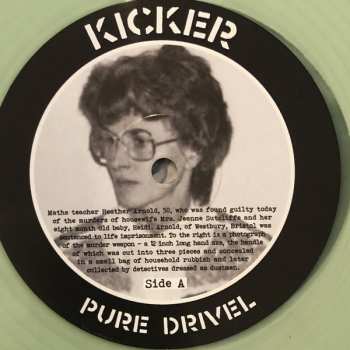 KICKER
Maths teacher Heather Arnold, 50, who was found guilty today
of the murders of housewife Mrs. Jeanne Sutcliffe and her
eight month old baby, Heidi. Arnold, of Westbury, Bristol was
sentenced to life imprisonment. To the right is a photograph
of the murder weapon - a 12 inch long hand axe, the handle
of which was cut into three pieces and concealed
in a small bag of household rubbish and later
collected by detectives dressed as dustmen.
Side A
PURE DRIVEL